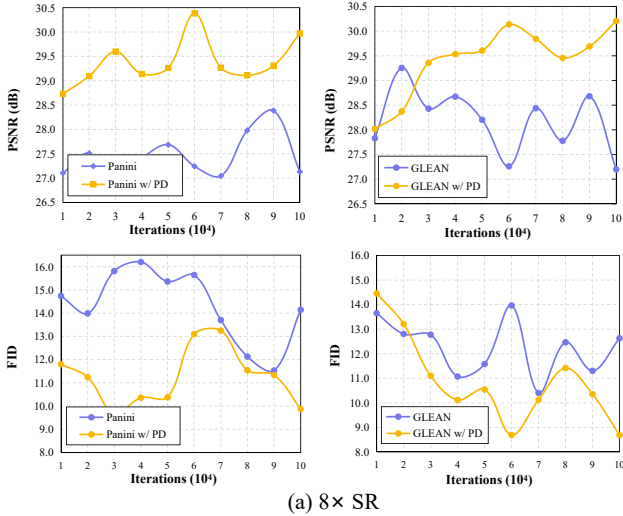 30.5
30.0
29.5
29.0
28.5
28.0
27.5
27.0
26.5
PSNR (dB)
Panini
Panini w/ PD
1 2 3 4 5 6 7 8 9 10
Iterations (10⁴)
30.5
30.0
29.5
29.0
28.5
28.0
27.5
27.0
26.5
PSNR (dB)
GLEAN
GLEAN w/ PD
1 2 3 4 5 6 7 8 9 10
Iterations (10⁴)
16.0
14.0
12.0
11.0
10.0
8.0
FID
Panini
Panini w/ PD
1 2 3 4 5 6 7 8 9 10
Iterations (10⁴)
16.0
15.0
14.0
13.0
12.0
11.0
10.0
9.0
8.0
FID
GLEAN
GLEAN w/ PD
1 2 3 4 5 6 7 8 9 10
Iterations (10⁴)
(a) 8× SR